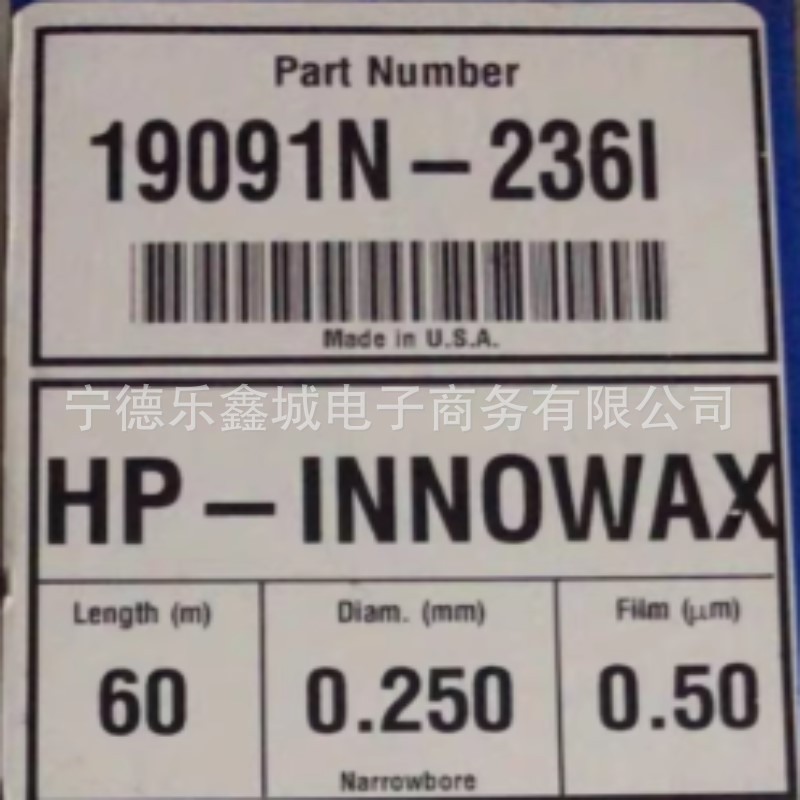 Part Number
19091N-236I
Made in U.S.A.
宁德乐鑫城电子商务有限公司
HP-INNOWAX
Length (m) Diam. (mm) Film (μm)
60 0.250 0.50
Narrowbore